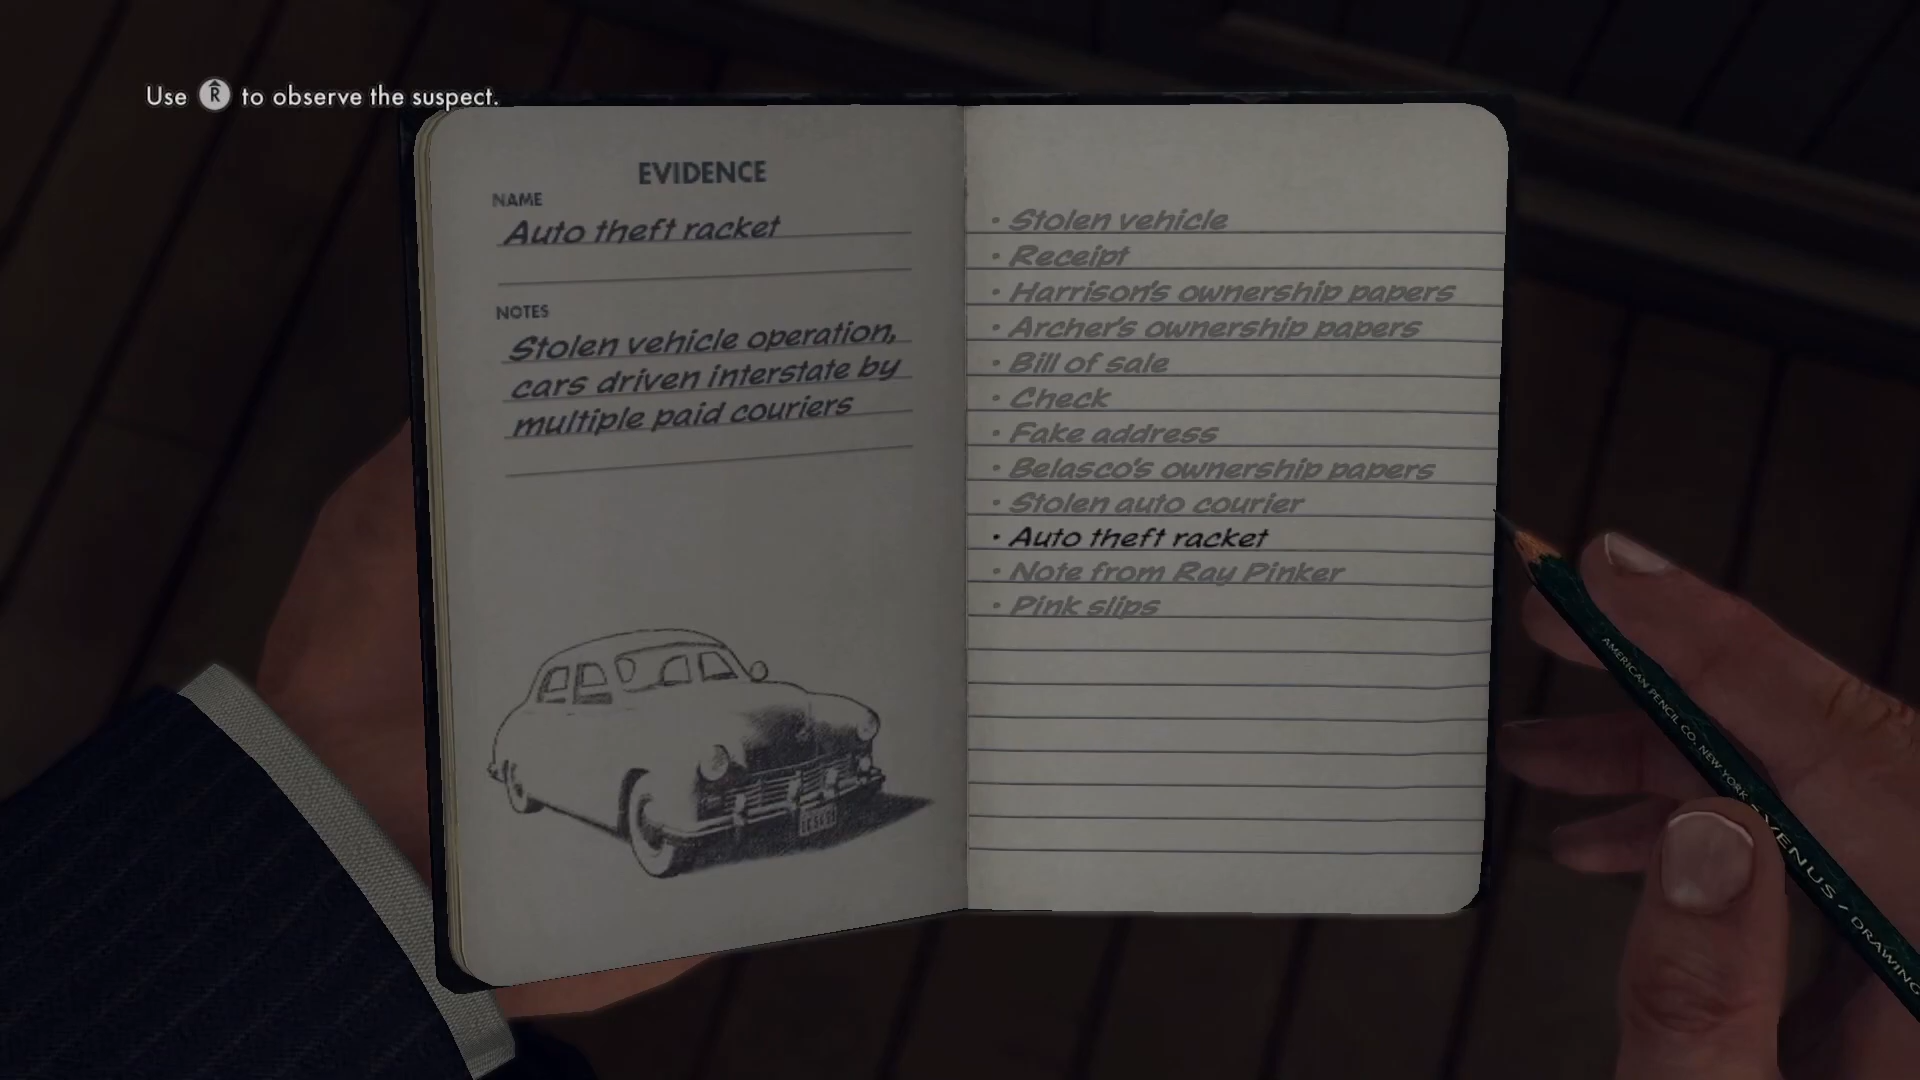 Use R to observe the suspect.
EVIDENCE
NAME
Auto theft racket
NOTES
Stolen vehicle operation,
cars driven interstate by
multiple paid couriers
• Stolen vehicle
• Receipt
• Harrison's ownership papers
• Archer's ownership papers
• Bill of sale
• Check
• Fake address
• Belasco's ownership papers
• Stolen auto courier
• Auto theft racket
• Note from Ray Pinker
• Pink slips
AMERICAN PENCIL CO. NEW YORK VENUS / DRAWING